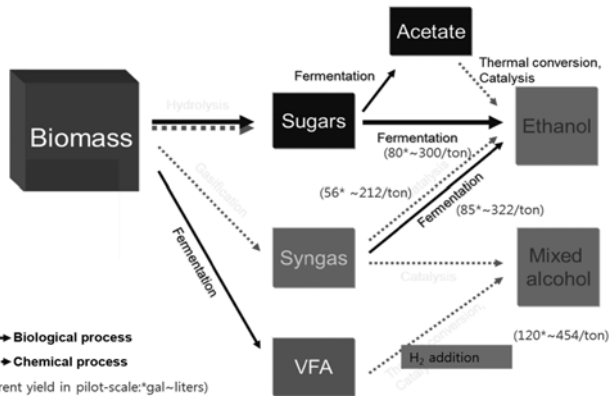 Acetate
Thermal conversion,
Catalysis
Fermentation
Hydrolysis
Biomass
Sugars
Ethanol
Fermentation
(80*~300/ton)
Gasification
Catalysis
(56* ~212/ton)
Fermentation
(85*~322/ton)
Fermentation
Syngas
Catalysis
Mixed
alcohol
Biological process
Chemical process
(120*~454/ton)
H₂ addition
VFA
rent yield in pilot-scale:*gal~liters)